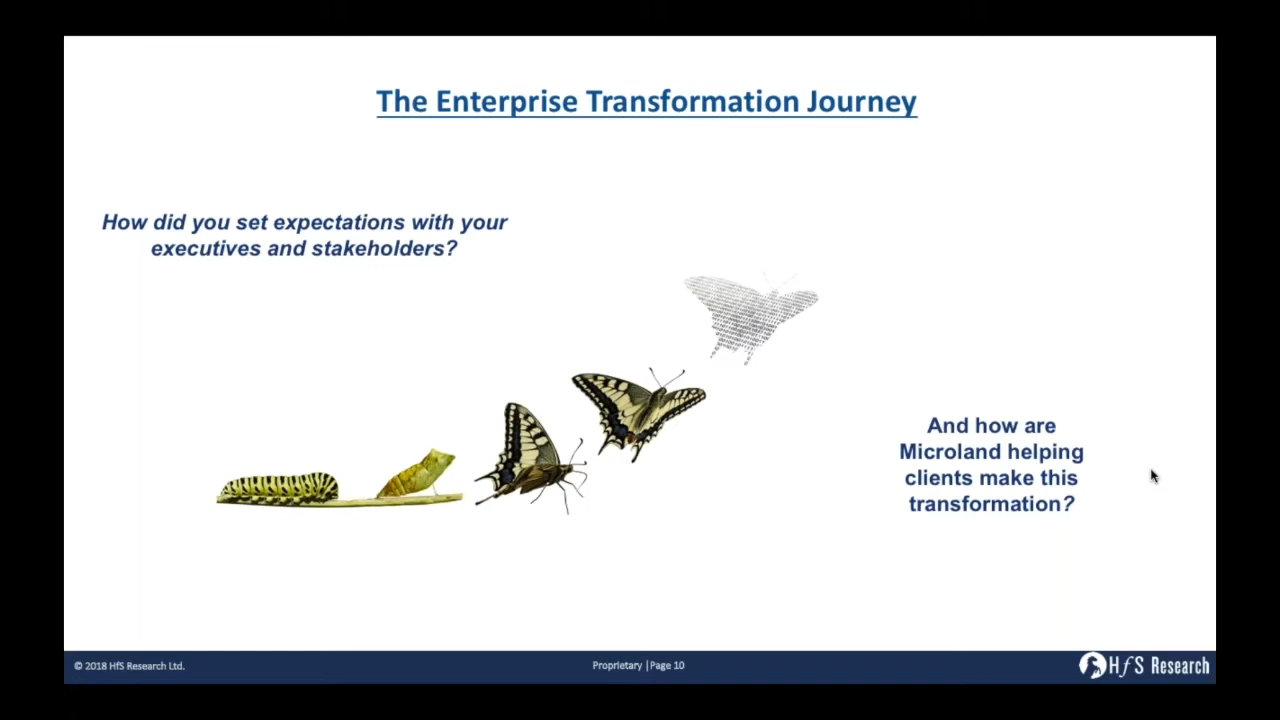 The Enterprise Transformation Journey
How did you set expectations with your
executives and stakeholders?
And how are
Microland helping
clients make this
transformation?
© 2018 HfS Research Ltd.
Proprietary | Page 10
HfS Research